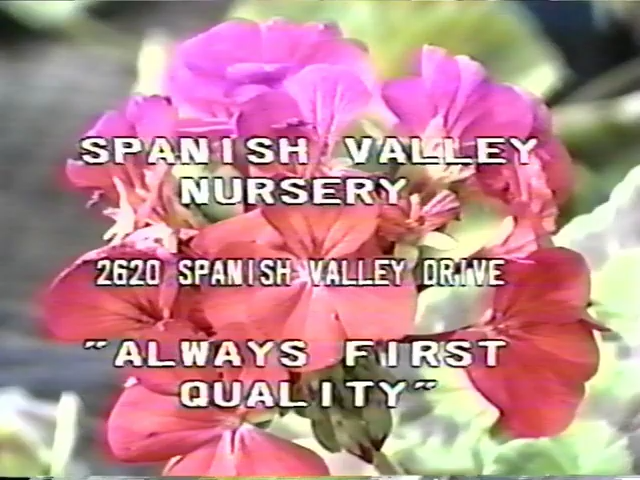 SPANISH VALLEY
NURSERY
2620 SPANISH VALLEY DRIVE
"ALWAYS FIRST
QUALITY"